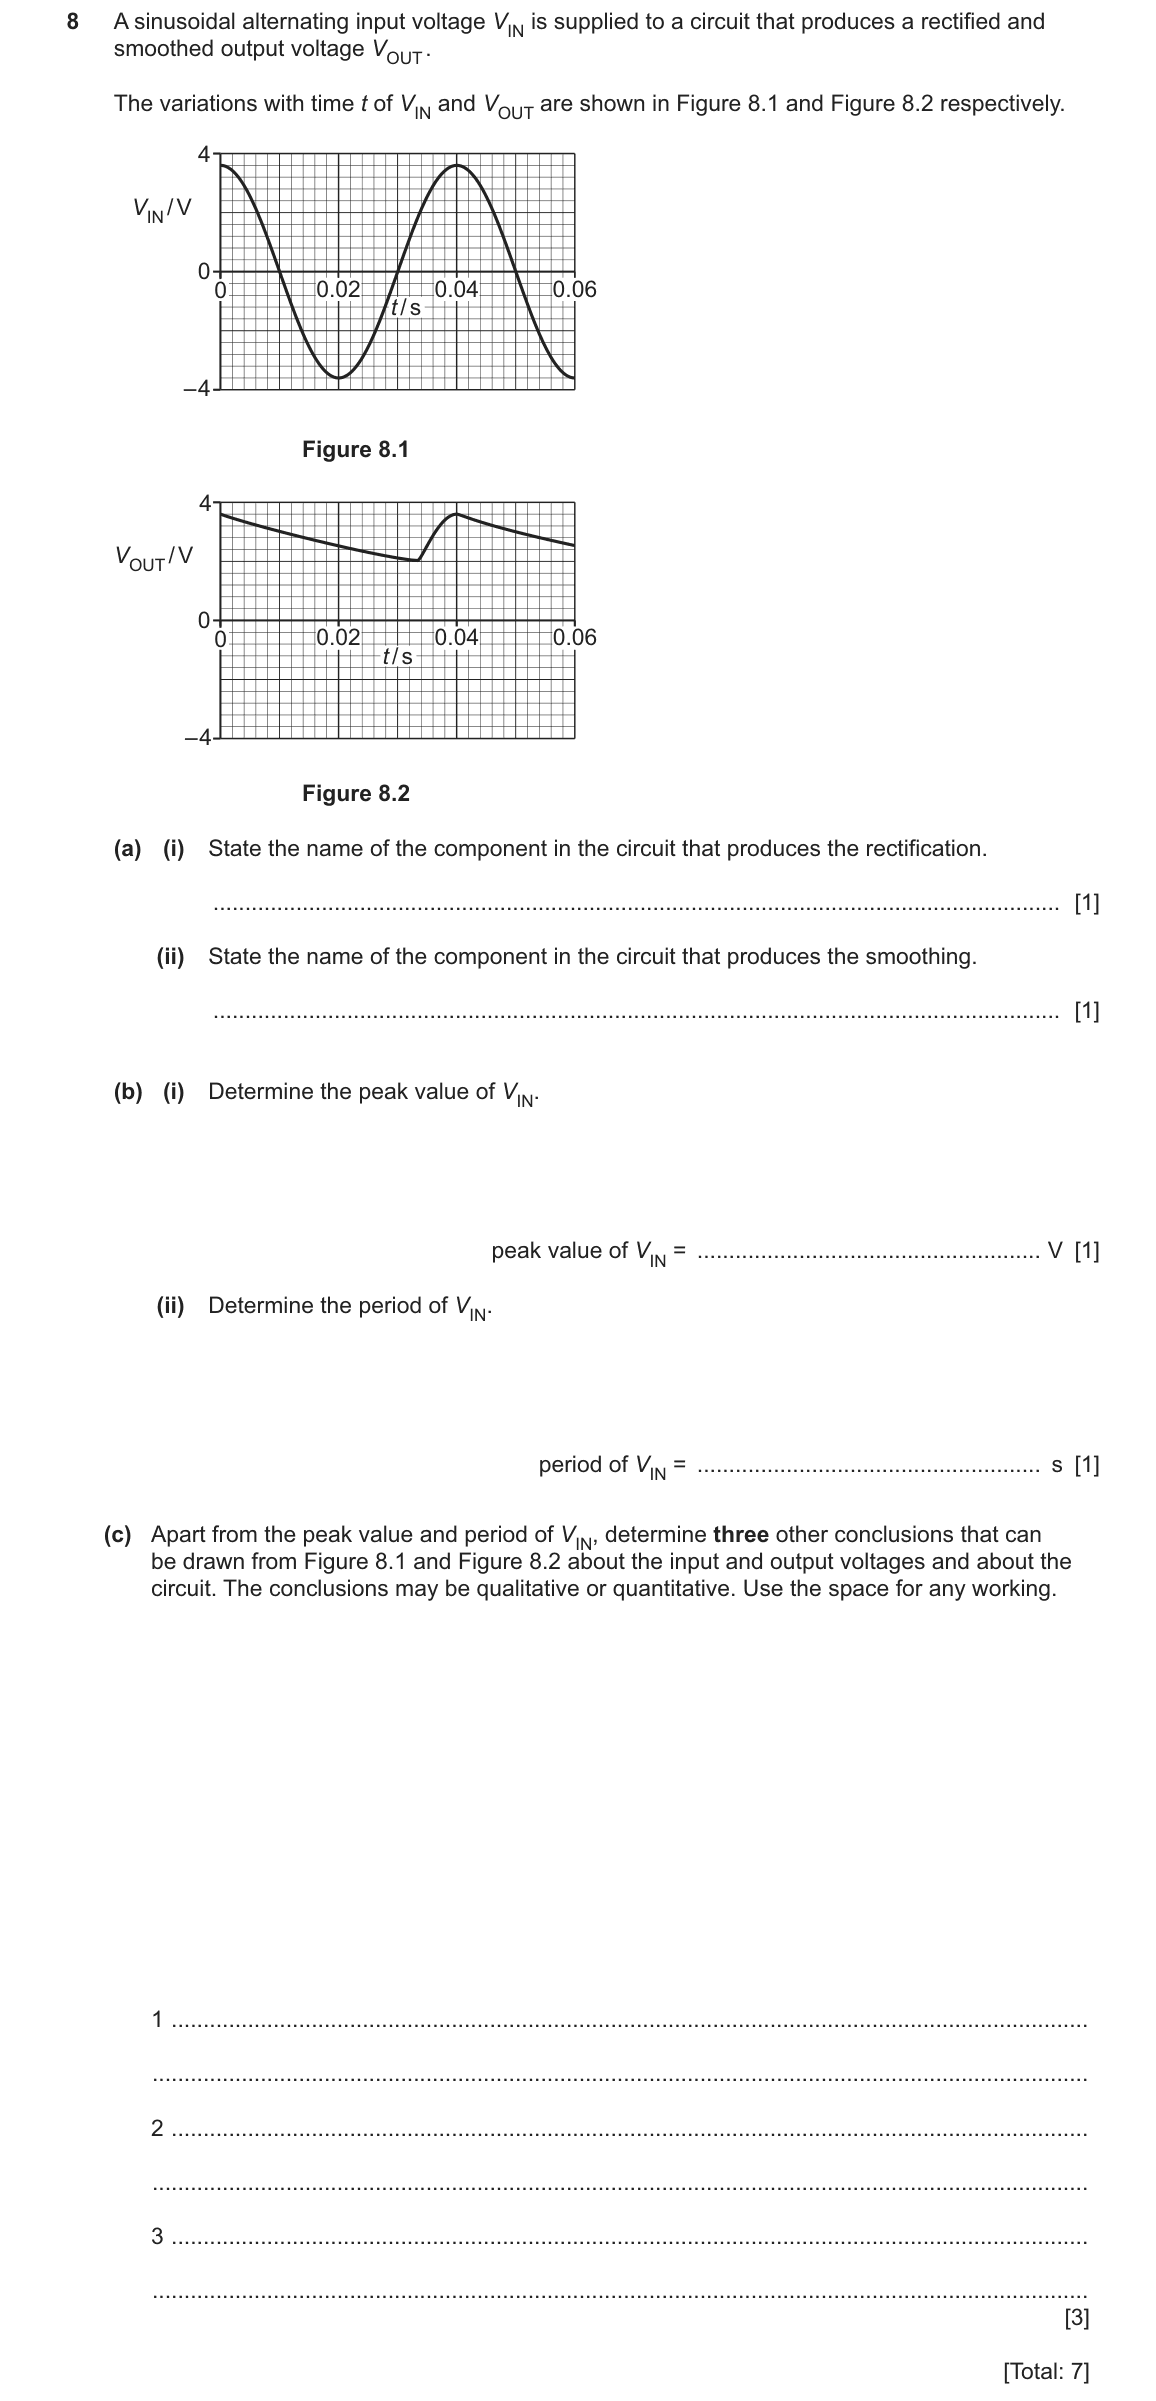 8 A sinusoidal alternating input voltage V_IN is supplied to a circuit that produces a rectified and
smoothed output voltage V_OUT.
The variations with time t of V_IN and V_OUT are shown in Figure 8.1 and Figure 8.2 respectively.
4
V_IN / V
0
0 0.02 0.04 0.06
t / s
–4
Figure 8.1
4
V_OUT / V
0
0 0.02 0.04 0.06
t / s
–4
Figure 8.2
(a) (i) State the name of the component in the circuit that produces the rectification.
[1]
(ii) State the name of the component in the circuit that produces the smoothing.
[1]
(b) (i) Determine the peak value of V_IN.
peak value of V_IN = ...................................................... V [1]
(ii) Determine the period of V_IN.
period of V_IN = ...................................................... s [1]
(c) Apart from the peak value and period of V_IN, determine three other conclusions that can
be drawn from Figure 8.1 and Figure 8.2 about the input and output voltages and about the
circuit. The conclusions may be qualitative or quantitative. Use the space for any working.
1
2
3
[3]
[Total: 7]